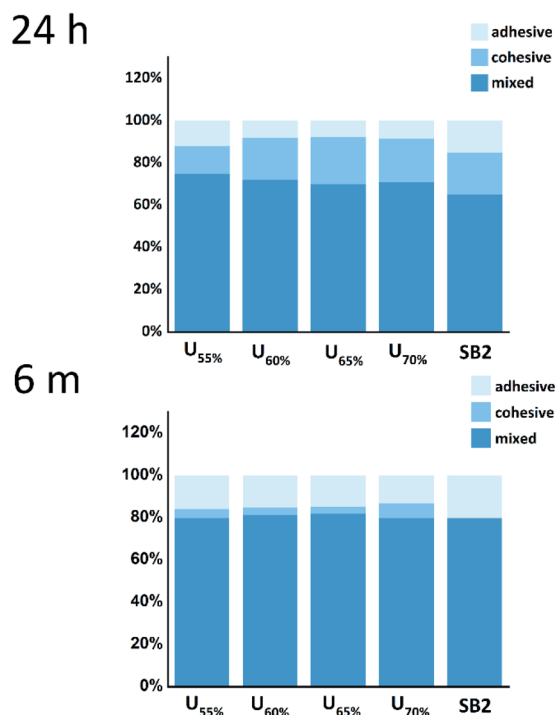 24 h
adhesive
cohesive
mixed
120%
100%
80%
60%
40%
20%
0%
U55% U60% U65% U70% SB2
6 m
adhesive
cohesive
mixed
120%
100%
80%
60%
40%
20%
0%
U55% U60% U65% U70% SB2